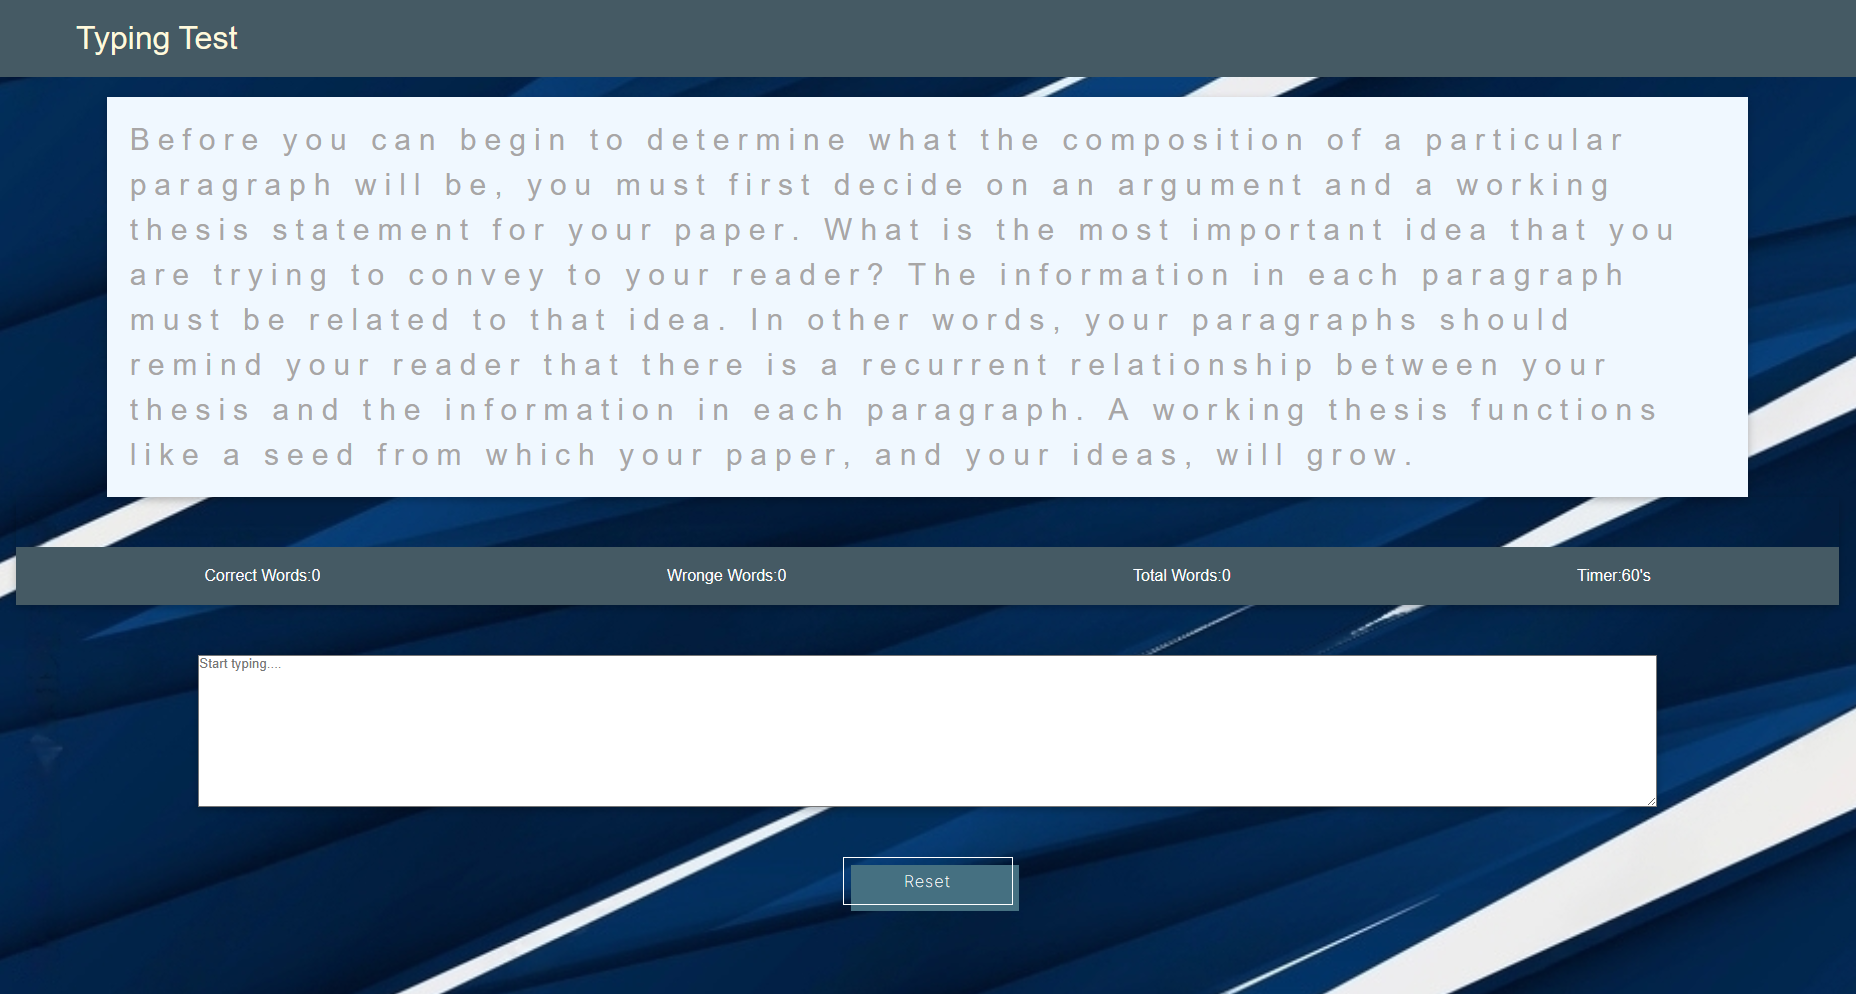 Typing Test
Before you can begin to determine what the composition of a particular
paragraph will be, you must first decide on an argument and a working
thesis statement for your paper. What is the most important idea that you
are trying to convey to your reader? The information in each paragraph
must be related to that idea. In other words, your paragraphs should
remind your reader that there is a recurrent relationship between your
thesis and the information in each paragraph. A working thesis functions
like a seed from which your paper, and your ideas, will grow.
Correct Words:0
Wronge Words:0
Total Words:0
Timer:60's
Start typing....
Reset